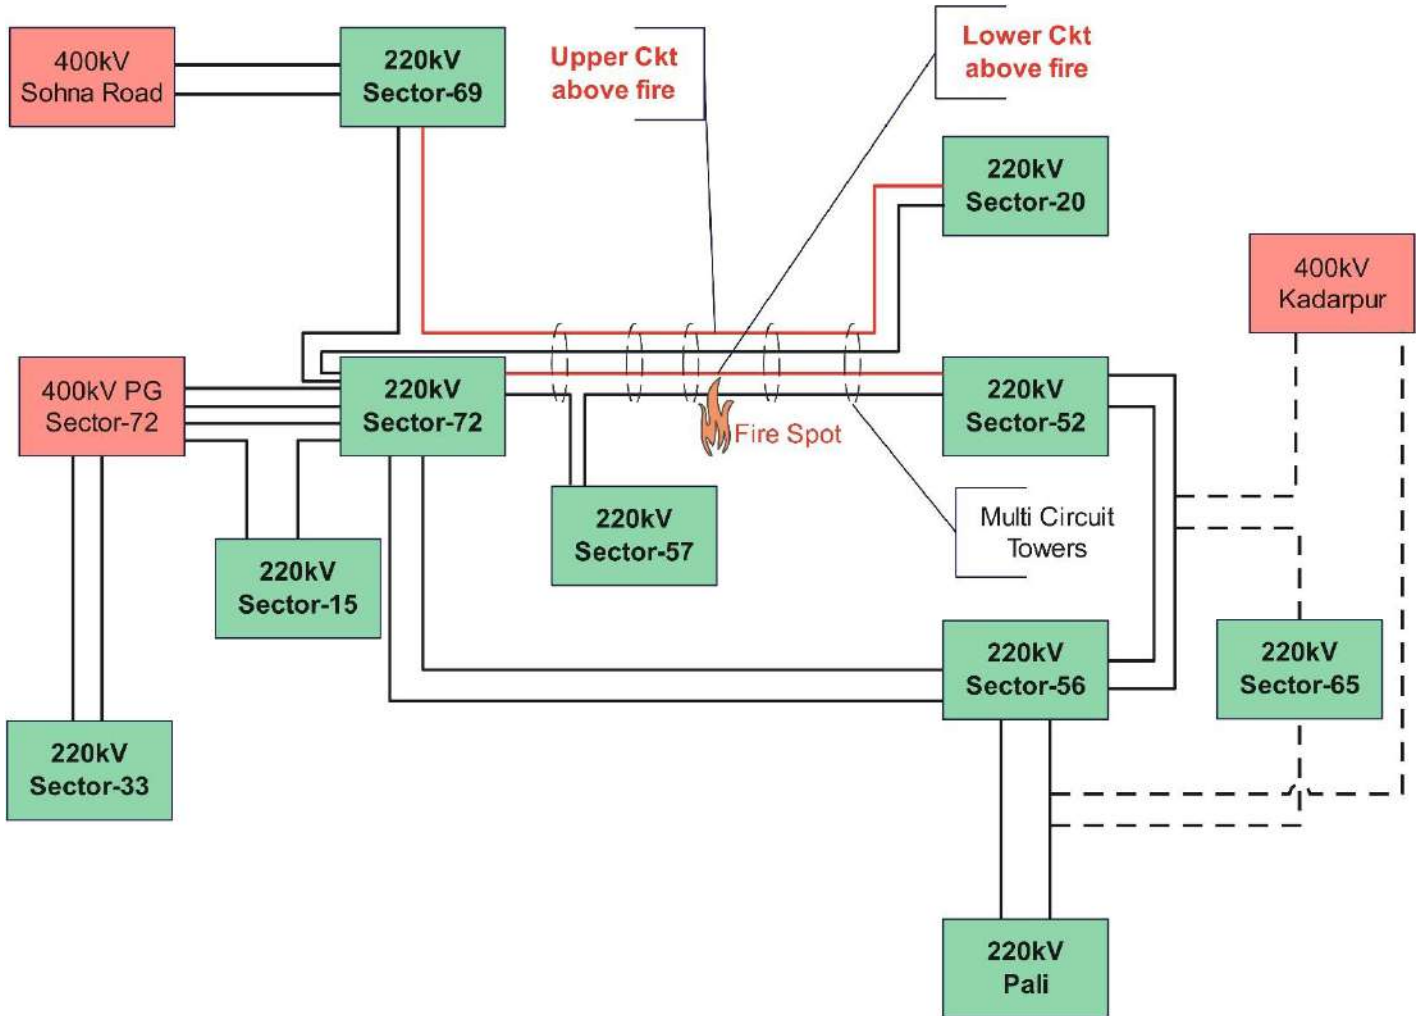 400kV
Sohna Road
220kV
Sector-69
Upper Ckt
above fire
Lower Ckt
above fire
220kV
Sector-20
400kV
Kadarpur
400kV PG
Sector-72
220kV
Sector-72
220kV
Sector-52
Fire Spot
220kV
Sector-57
Multi Circuit
Towers
220kV
Sector-15
220kV
Sector-56
220kV
Sector-65
220kV
Sector-33
220kV
Pali